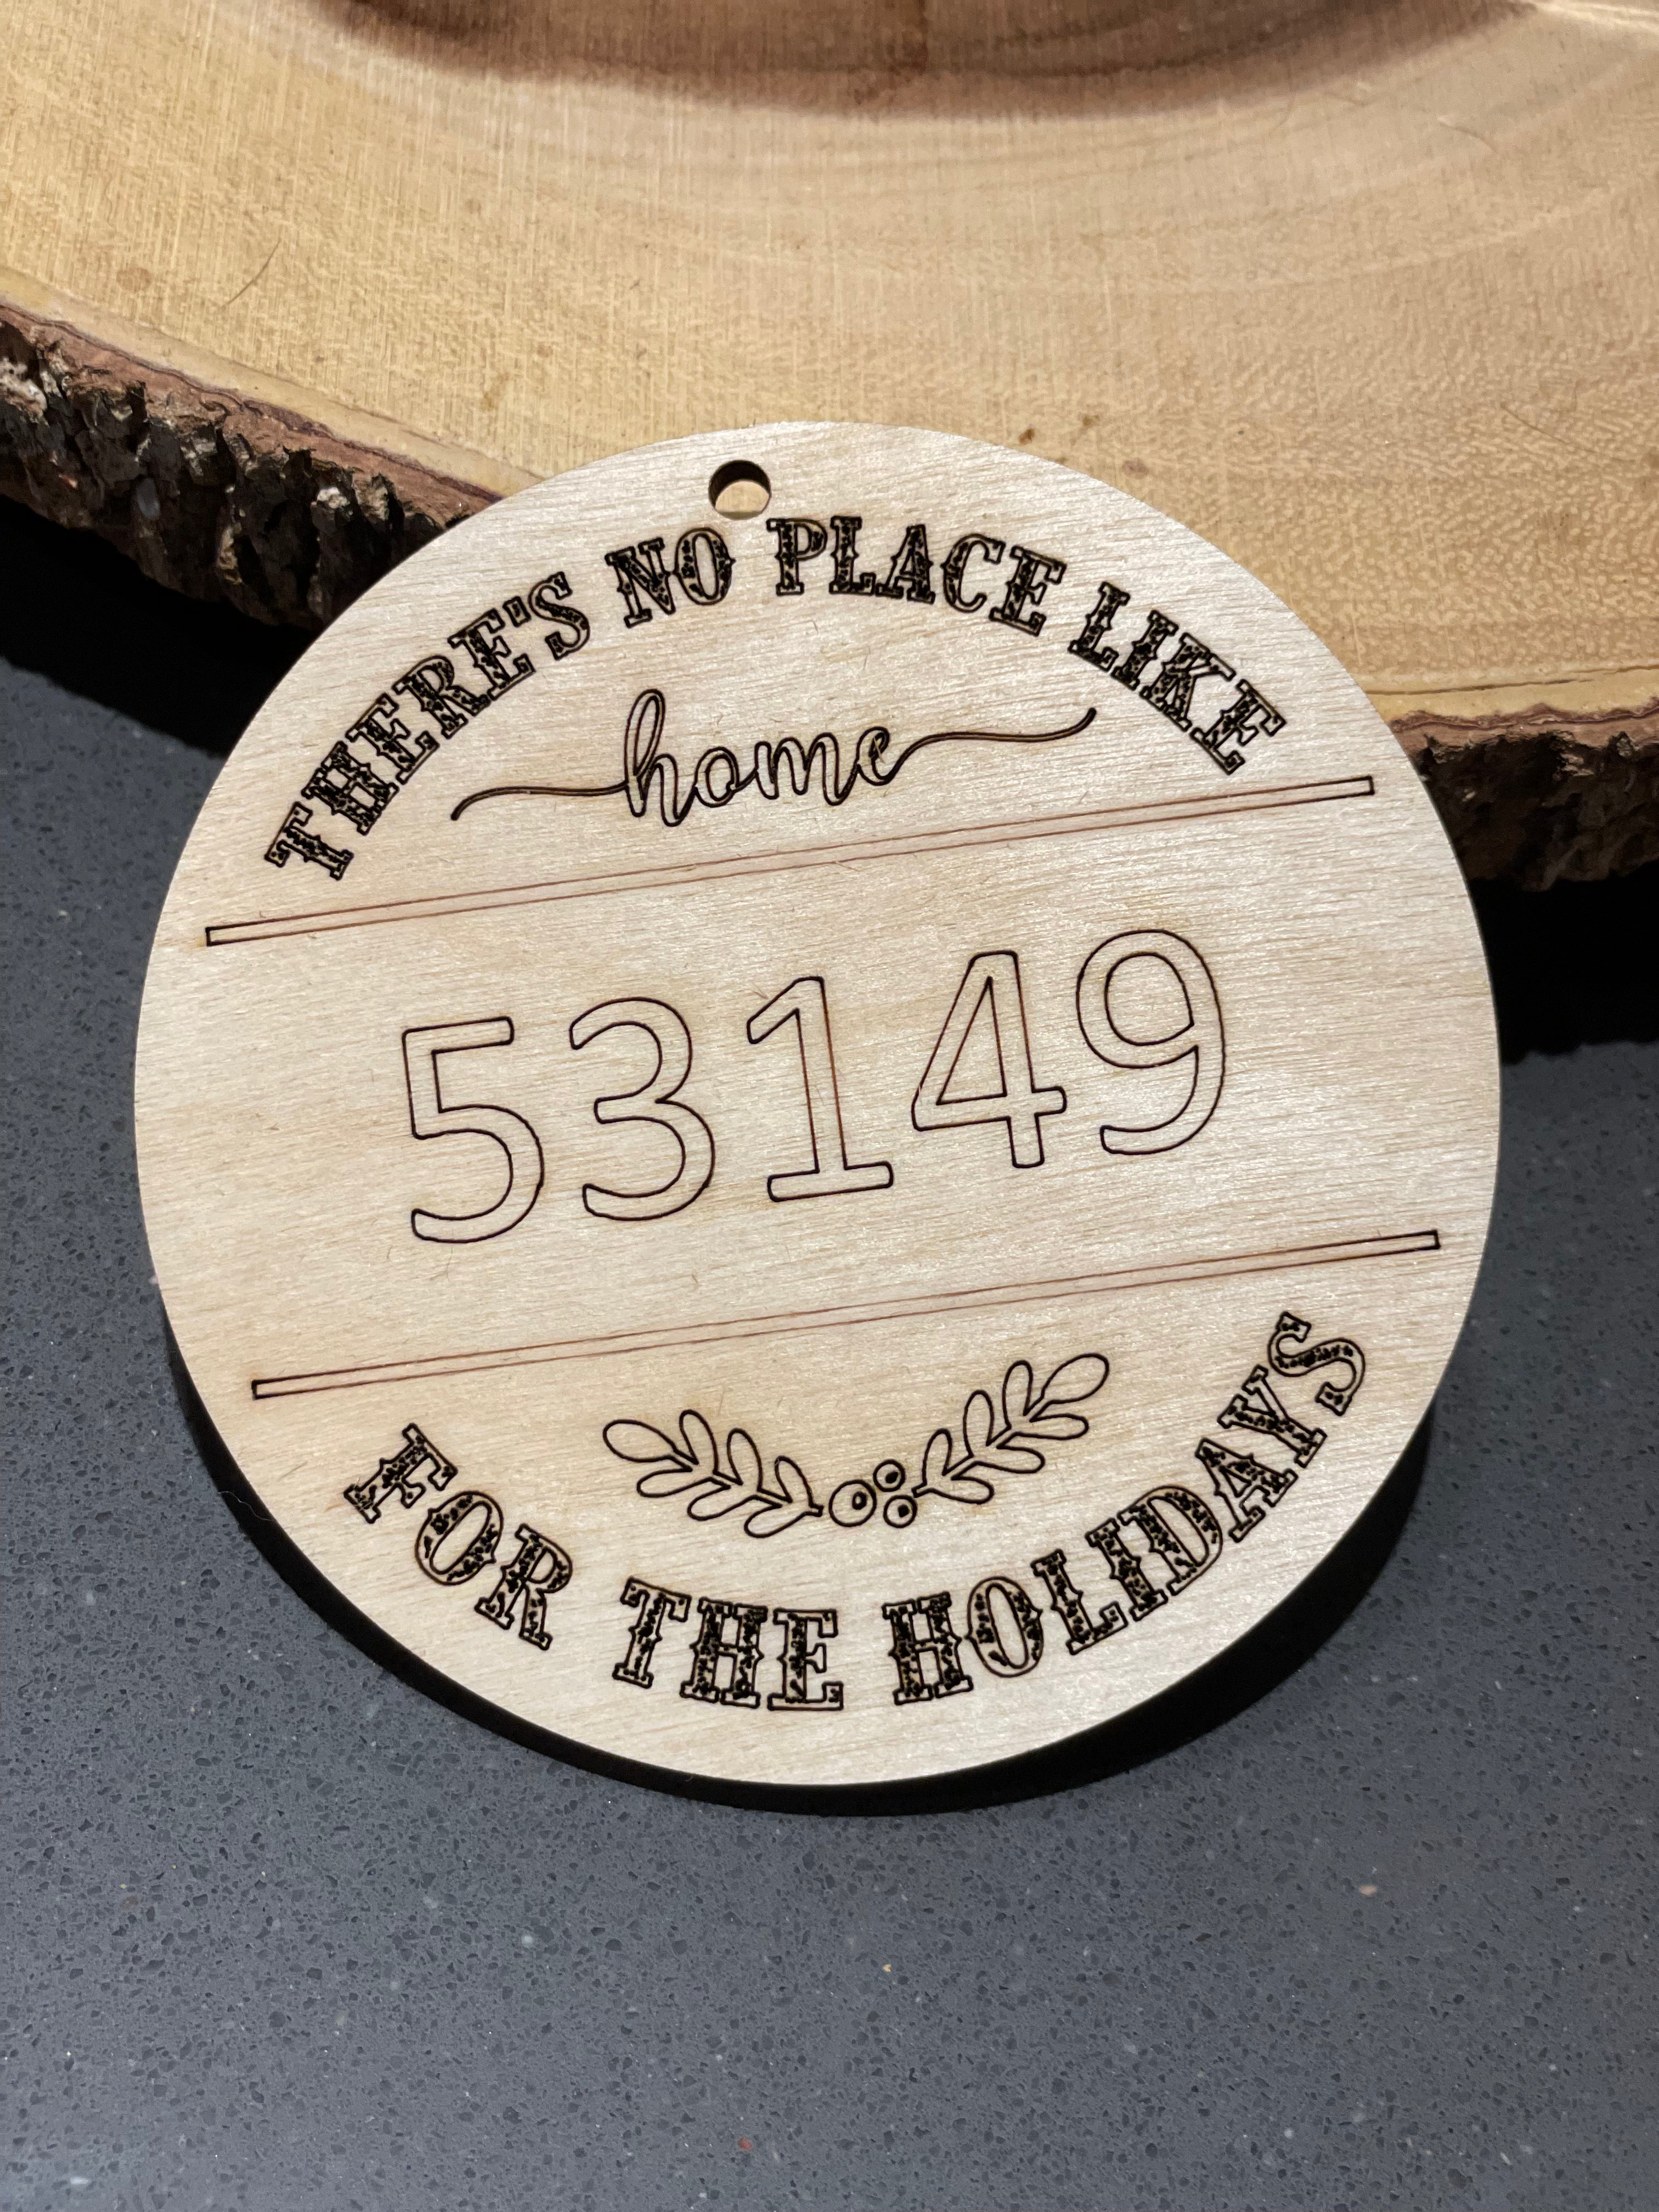 THERE'S NO PLACE LIKE
home
53149
FOR THE HOLIDAYS